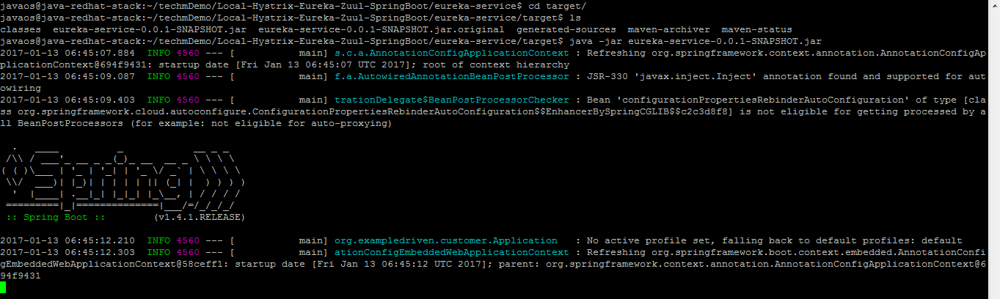 javaos@java-redhat-stack:~/techmDemo/Local-Hystrix-Eureka-Zuul-SpringBoot/eureka-service$ cd target/
javaos@java-redhat-stack:~/techmDemo/Local-Hystrix-Eureka-Zuul-SpringBoot/eureka-service/target$ ls
classes  eureka-service-0.0.1-SNAPSHOT.jar  eureka-service-0.0.1-SNAPSHOT.jar.original  generated-sources  maven-archiver  maven-status
javaos@java-redhat-stack:~/techmDemo/Local-Hystrix-Eureka-Zuul-SpringBoot/eureka-service/target$ java -jar eureka-service-0.0.1-SNAPSHOT.jar
2017-01-13 06:45:07.884  INFO 4560 --- [           main] s.c.a.AnnotationConfigApplicationContext : Refreshing org.springframework.context.annotation.AnnotationConfigAp
plicationContext@694f9431: startup date [Fri Jan 13 06:45:07 UTC 2017]; root of context hierarchy
2017-01-13 06:45:09.087  INFO 4560 --- [           main] f.a.AutowiredAnnotationBeanPostProcessor : JSR-330 'javax.inject.Inject' annotation found and supported for aut
owiring
2017-01-13 06:45:09.403  INFO 4560 --- [           main] trationDelegate$BeanPostProcessorChecker : Bean 'configurationPropertiesRebinderAutoConfiguration' of type [cla
ss org.springframework.cloud.autoconfigure.ConfigurationPropertiesRebinderAutoConfiguration$$EnhancerBySpringCGLIB$$c2c3d8f8] is not eligible for getting processed by a
ll BeanPostProcessors (for example: not eligible for auto-proxying)
  .   ____          _            __ _ _
 /\\ / ___'_ __ _ _(_)_ __  __ _ \ \ \ \
( ( )\___ | '_ | '_| | '_ \/ _` | \ \ \ \
 \\/  ___)| |_)| | | | | || (_| |  ) ) ) )
  '  |____| .__|_| |_|_| |_\__, | / / / /
 =========|_|==============|___/=/_/_/_/
 :: Spring Boot ::        (v1.4.1.RELEASE)
2017-01-13 06:45:12.210  INFO 4560 --- [           main] org.exampledriven.customer.Application   : No active profile set, falling back to default profiles: default
2017-01-13 06:45:12.303  INFO 4560 --- [           main] ationConfigEmbeddedWebApplicationContext : Refreshing org.springframework.boot.context.embedded.AnnotationConfi
gEmbeddedWebApplicationContext@58ceff1: startup date [Fri Jan 13 06:45:12 UTC 2017]; parent: org.springframework.context.annotation.AnnotationConfigApplicationContext@6
94f9431